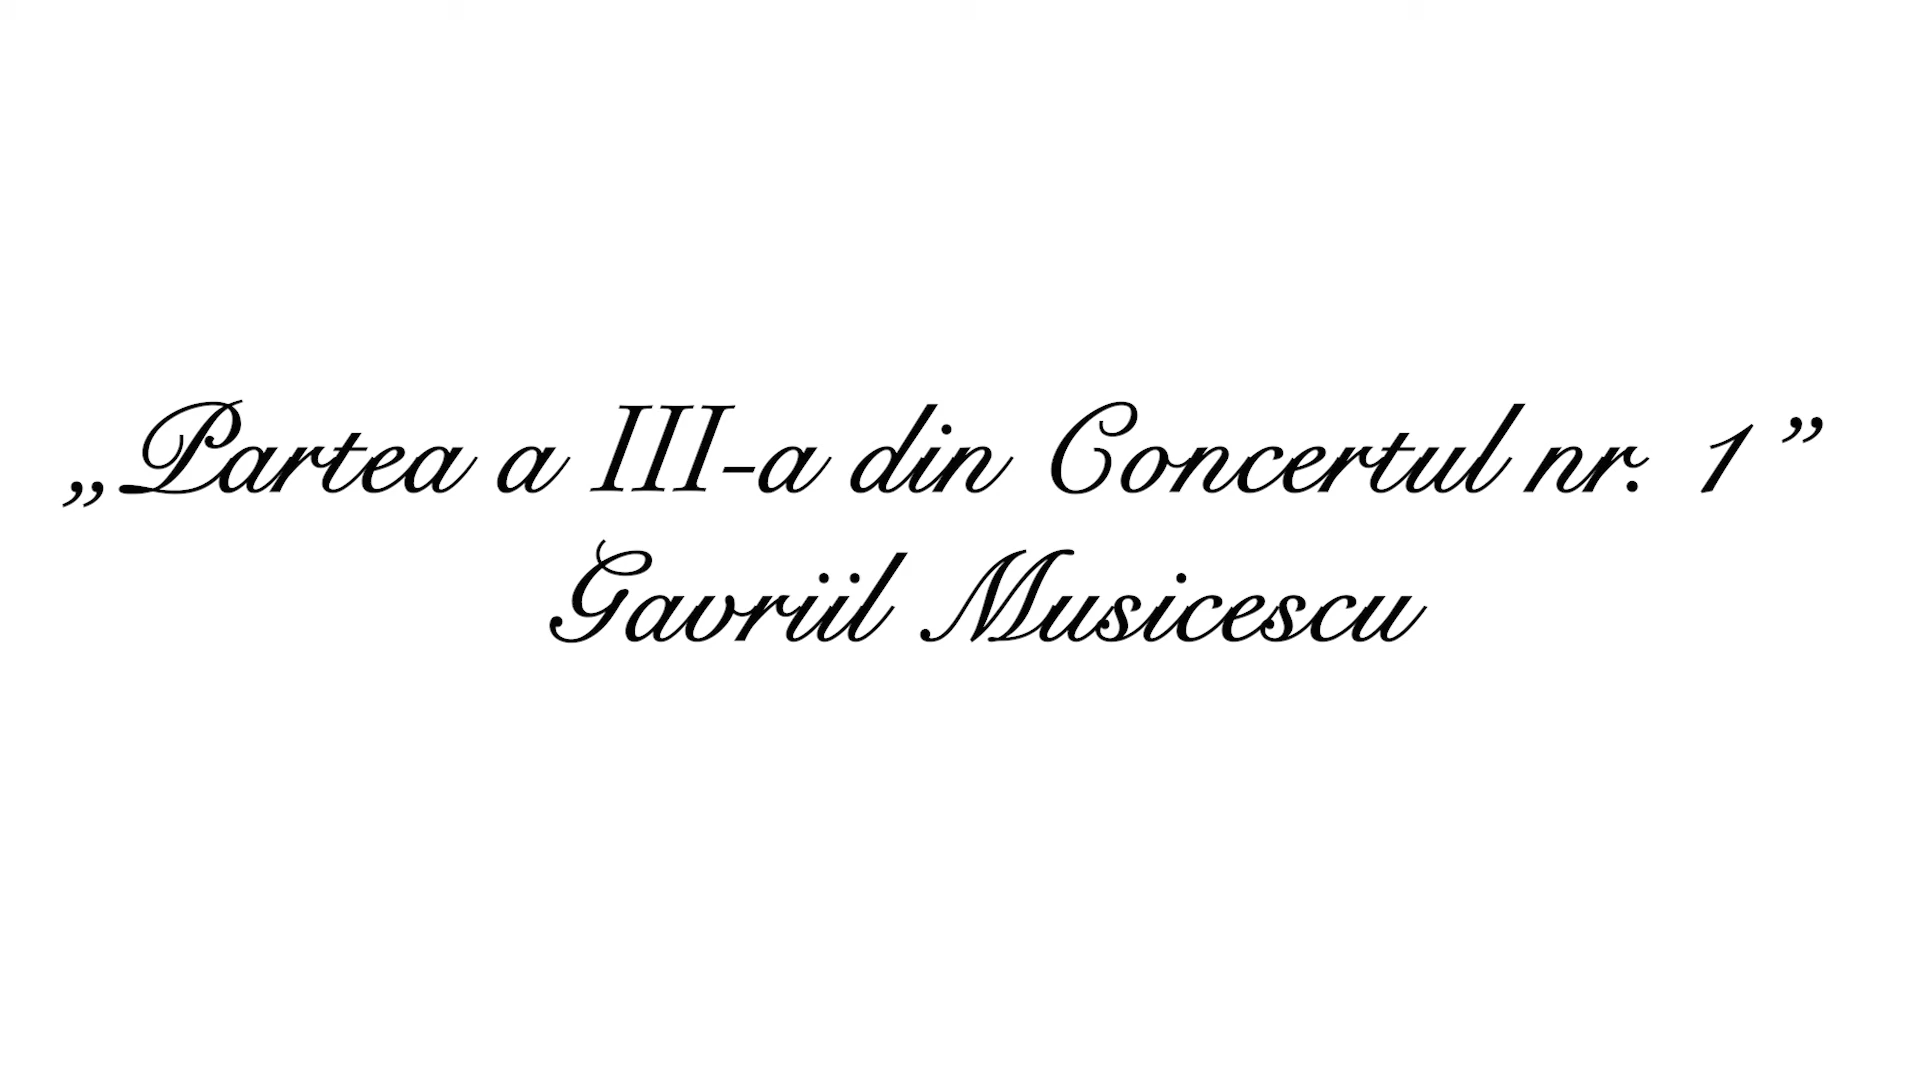 „Partea a III-a din Concertul nr. 1”
Gavriil Musicescu